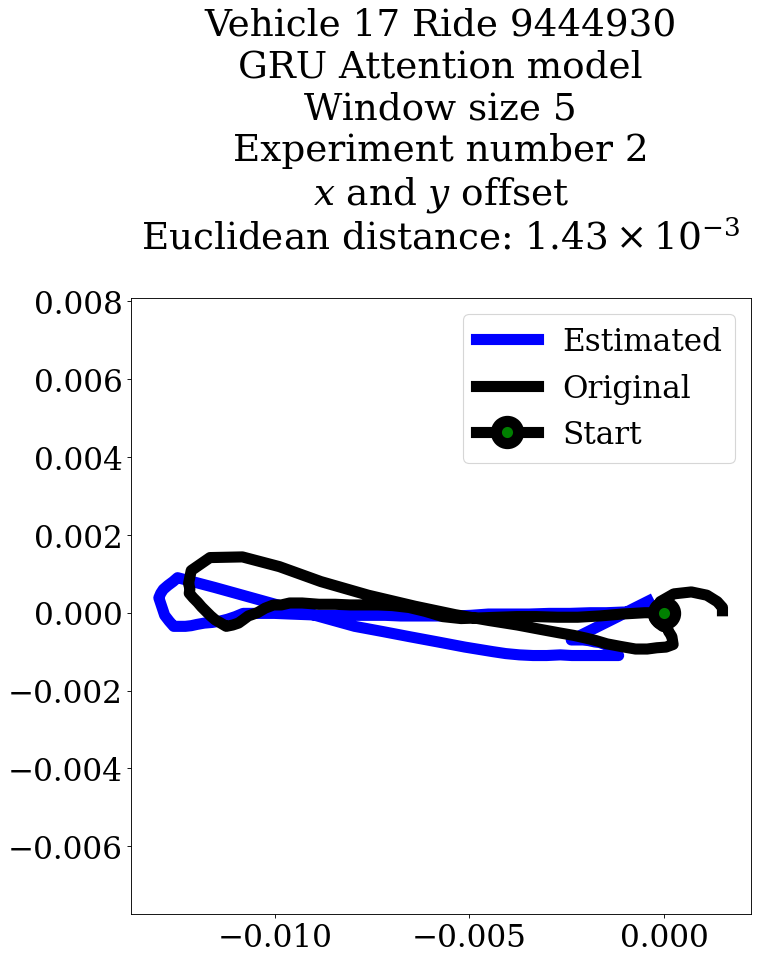 Vehicle 17 Ride 9444930
GRU Attention model
Window size 5
Experiment number 2
x and y offset
Euclidean distance: 1.43 × 10⁻³
0.008
0.006
0.004
0.002
0.000
−0.002
−0.004
−0.006
Estimated
Original
Start
−0.010
−0.005
0.000